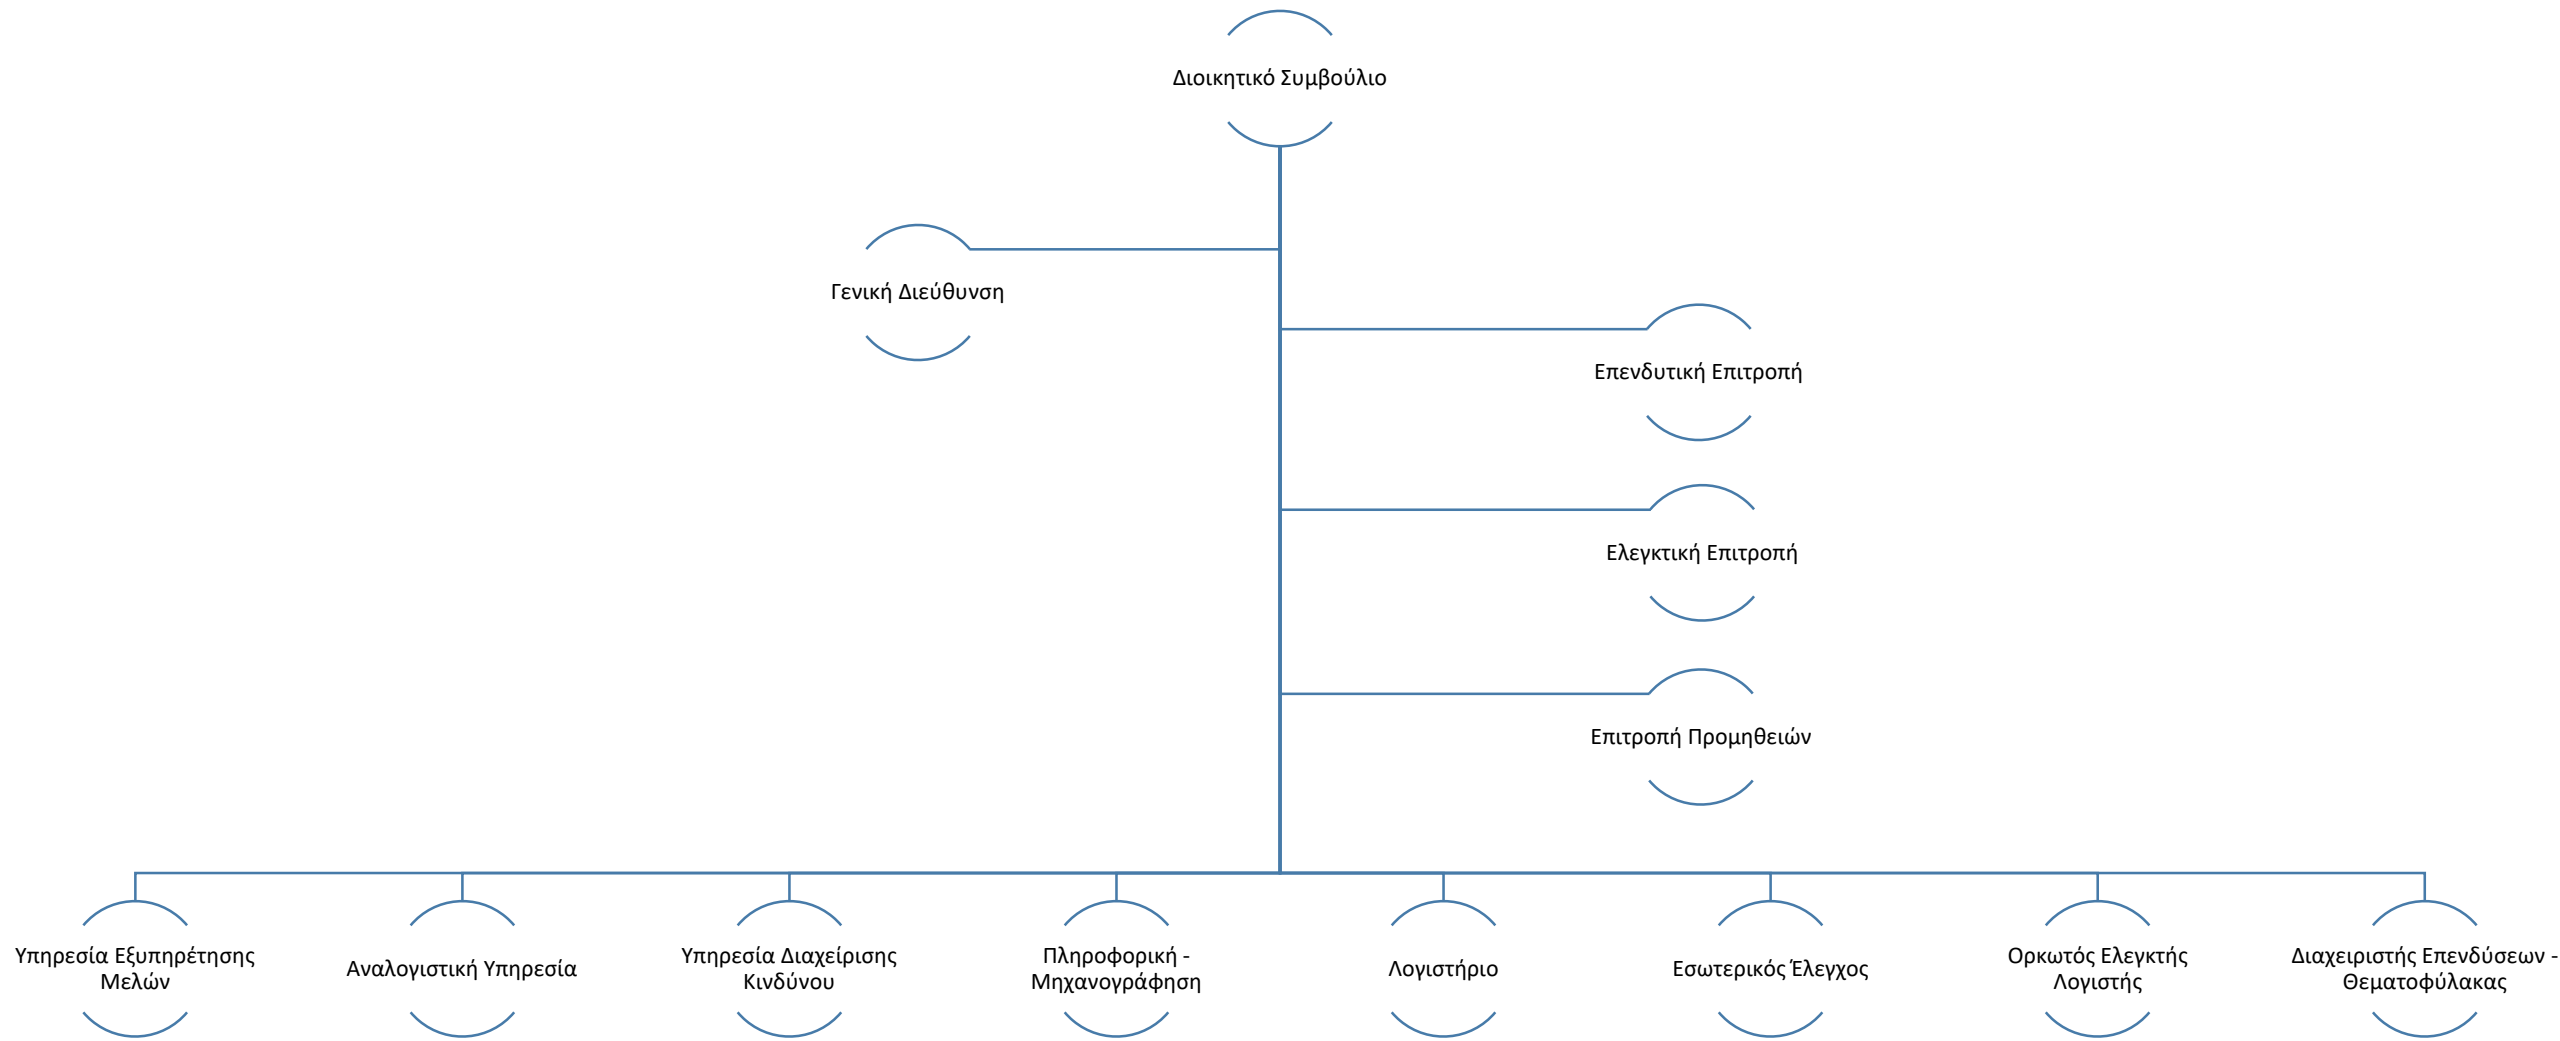 Διοικητικό Συμβούλιο
Γενική Διεύθυνση
Επενδυτική Επιτροπή
Ελεγκτική Επιτροπή
Επιτροπή Προμηθειών
Υπηρεσία Εξυπηρέτησης
Μελών
Αναλογιστική Υπηρεσία
Υπηρεσία Διαχείρισης
Κινδύνου
Πληροφορική -
Μηχανογράφηση
Λογιστήριο
Εσωτερικός Έλεγχος
Ορκωτός Ελεγκτής
Λογιστής
Διαχειριστής Επενδύσεων -
Θεματοφύλακας